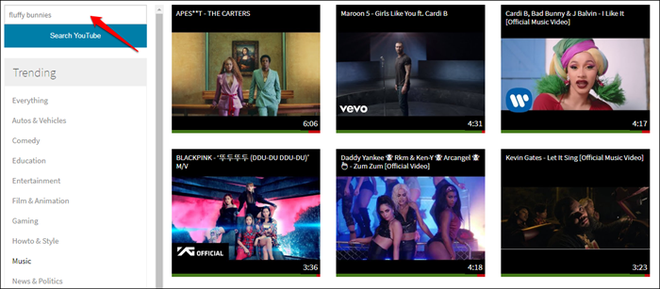 fluffy bunnies
Search YouTube
Trending
Everything
Autos & Vehicles
Comedy
Education
Entertainment
Film & Animation
Gaming
Howto & Style
Music
News & Politics
APES**T - THE CARTERS
6:06
Maroon 5 - Girls Like You ft. Cardi B
vevo
4:31
Cardi B, Bad Bunny & J Balvin - I Like It
[Official Music Video]
W
4:17
BLACKPINK - '뚜두뚜두 (DDU-DU DDU-DU)'
M/V
YG OFFICIAL
3:36
Daddy Yankee Rkm & Ken-Y Arcangel
- Zum Zum [Official Video]
4:18
Kevin Gates - Let It Sing [Official Music Video]
3:23